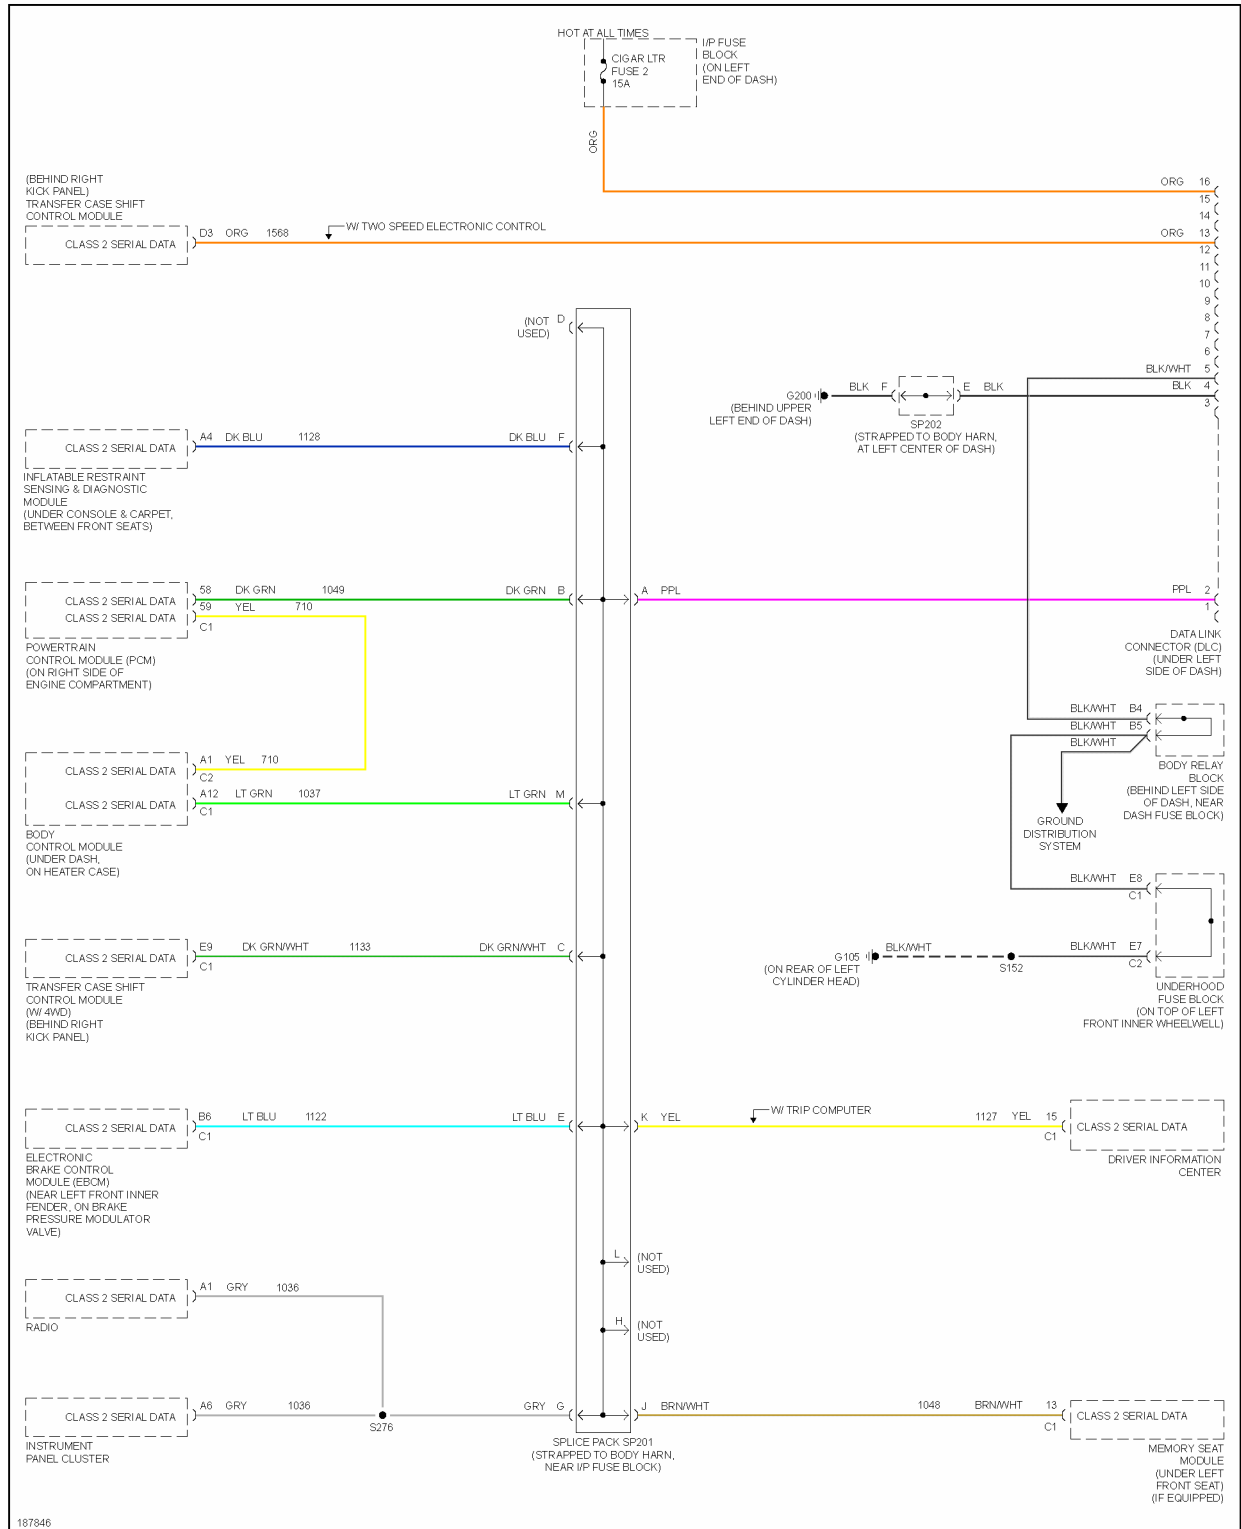 HOT AT ALL TIMES
CIGAR LTR
FUSE 2
15A
I/P FUSE
BLOCK
(ON LEFT
END OF DASH)
ORG
ORG 16
15
14
ORG 13
12
11
10
9
8
7
6
BLK/WHT 5
BLK 4
3
(BEHIND RIGHT
KICK PANEL)
TRANSFER CASE SHIFT
CONTROL MODULE
CLASS 2 SERIAL DATA
D3 ORG 1568
W/ TWO SPEED ELECTRONIC CONTROL
(NOT
USED)
D
G200
(BEHIND UPPER
LEFT END OF DASH)
BLK F
E BLK
SP202
(STRAPPED TO BODY HARN,
AT LEFT CENTER OF DASH)
CLASS 2 SERIAL DATA
A4 DK BLU 1128
DK BLU F
INFLATABLE RESTRAINT
SENSING & DIAGNOSTIC
MODULE
(UNDER CONSOLE & CARPET,
BETWEEN FRONT SEATS)
CLASS 2 SERIAL DATA
CLASS 2 SERIAL DATA
58 DK GRN 1049
DK GRN B
59 YEL 710
C1
A PPL
PPL 2
1
DATA LINK
CONNECTOR (DLC)
(UNDER LEFT
SIDE OF DASH)
POWERTRAIN
CONTROL MODULE (PCM)
(ON RIGHT SIDE OF
ENGINE COMPARTMENT)
BLK/WHT B4
BLK/WHT B5
BLK/WHT
BODY RELAY
BLOCK
(BEHIND LEFT SIDE
OF DASH, NEAR
DASH FUSE BLOCK)
GROUND
DISTRIBUTION
SYSTEM
CLASS 2 SERIAL DATA
CLASS 2 SERIAL DATA
A1 YEL 710
C2
A12 LT GRN 1037
C1
LT GRN M
BODY
CONTROL MODULE
(UNDER DASH,
ON HEATER CASE)
BLK/WHT E8
C1
BLK/WHT E7
C2
UNDERHOOD
FUSE BLOCK
(ON TOP OF LEFT
FRONT INNER WHEELWELL)
G105
(ON REAR OF LEFT
CYLINDER HEAD)
BLK/WHT
S152
CLASS 2 SERIAL DATA
E9 DK GRN/WHT 1133
C1
DK GRN/WHT C
TRANSFER CASE SHIFT
CONTROL MODULE
(W/ 4WD)
(BEHIND RIGHT
KICK PANEL)
CLASS 2 SERIAL DATA
B6 LT BLU 1122
C1
LT BLU E
K YEL
W/ TRIP COMPUTER
1127 YEL 15
C1
CLASS 2 SERIAL DATA
DRIVER INFORMATION
CENTER
ELECTRONIC
BRAKE CONTROL
MODULE (EBCM)
(NEAR LEFT FRONT INNER
FENDER, ON BRAKE
PRESSURE MODULATOR
VALVE)
L (NOT
USED)
H (NOT
USED)
CLASS 2 SERIAL DATA
A1 GRY 1036
RADIO
CLASS 2 SERIAL DATA
A6 GRY 1036
S276
GRY G
J BRN/WHT
1048 BRN/WHT 13
C1
CLASS 2 SERIAL DATA
INSTRUMENT
PANEL CLUSTER
SPLICE PACK SP201
(STRAPPED TO BODY HARN,
NEAR I/P FUSE BLOCK)
MEMORY SEAT
MODULE
(UNDER LEFT
FRONT SEAT)
(IF EQUIPPED)
187846